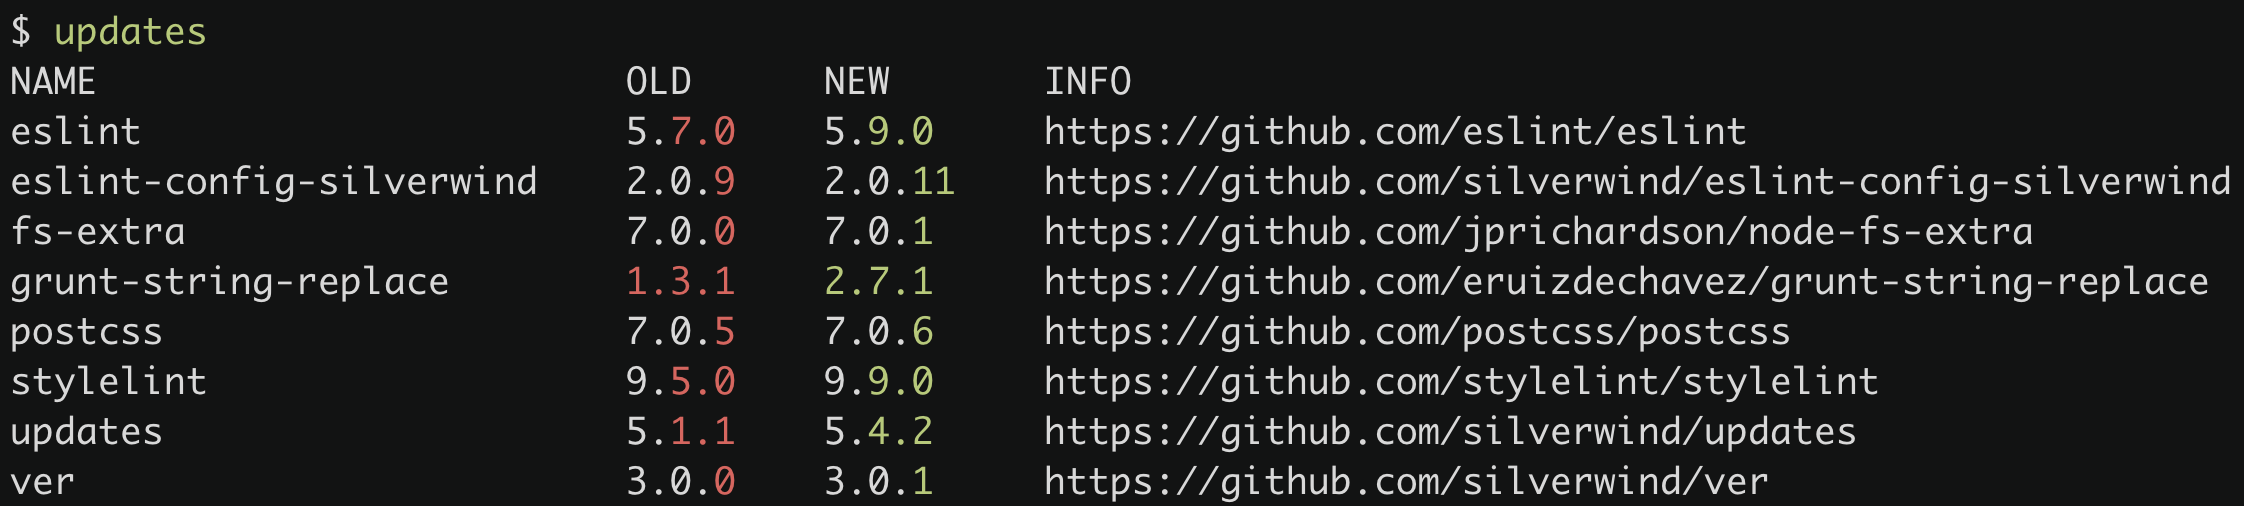 $ updates
NAME OLD NEW INFO
eslint 5.7.0 5.9.0 https://github.com/eslint/eslint
eslint-config-silverwind 2.0.9 2.0.11 https://github.com/silverwind/eslint-config-silverwind
fs-extra 7.0.0 7.0.1 https://github.com/jprichardson/node-fs-extra
grunt-string-replace 1.3.1 2.7.1 https://github.com/eruizdechavez/grunt-string-replace
postcss 7.0.5 7.0.6 https://github.com/postcss/postcss
stylelint 9.5.0 9.9.0 https://github.com/stylelint/stylelint
updates 5.1.1 5.4.2 https://github.com/silverwind/updates
ver 3.0.0 3.0.1 https://github.com/silverwind/ver